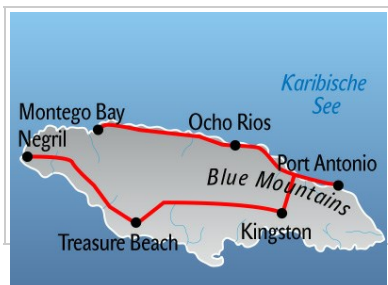 Karibische
See
Montego Bay
Ocho Rios
Negril
Port Antonio
Blue Mountains
Treasure Beach
Kingston